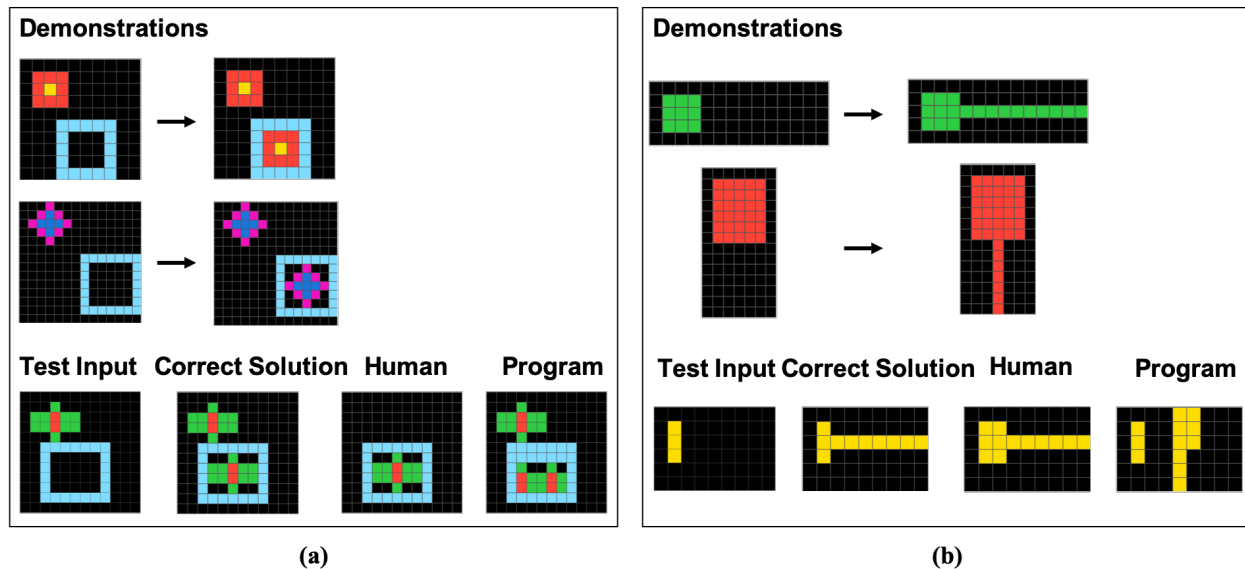 Demonstrations
Test Input Correct Solution Human Program
(a)
Demonstrations
Test Input Correct Solution Human Program
(b)